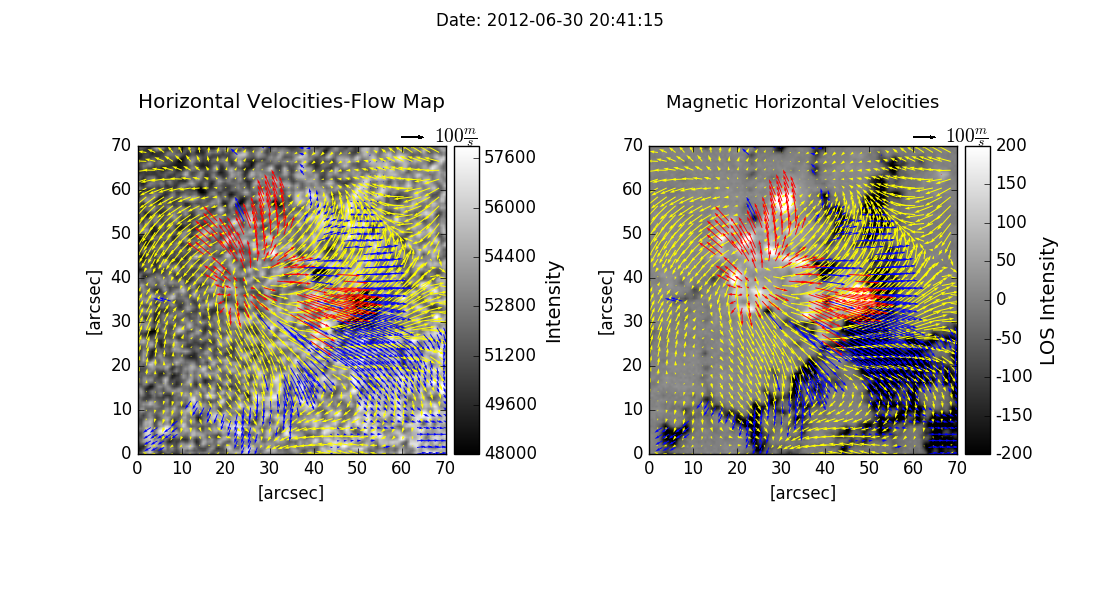 Date: 2012-06-30 20:41:15
Horizontal Velocities-Flow Map
100 m/s
70
60
50
40
30
20
10
0
0 10 20 30 40 50 60 70
[arcsec]
[arcsec]
57600
56000
54400
52800
51200
49600
48000
Intensity
Magnetic Horizontal Velocities
100 m/s
70
60
50
40
30
20
10
0
0 10 20 30 40 50 60 70
[arcsec]
[arcsec]
200
150
100
50
0
-50
-100
-150
-200
LOS Intensity